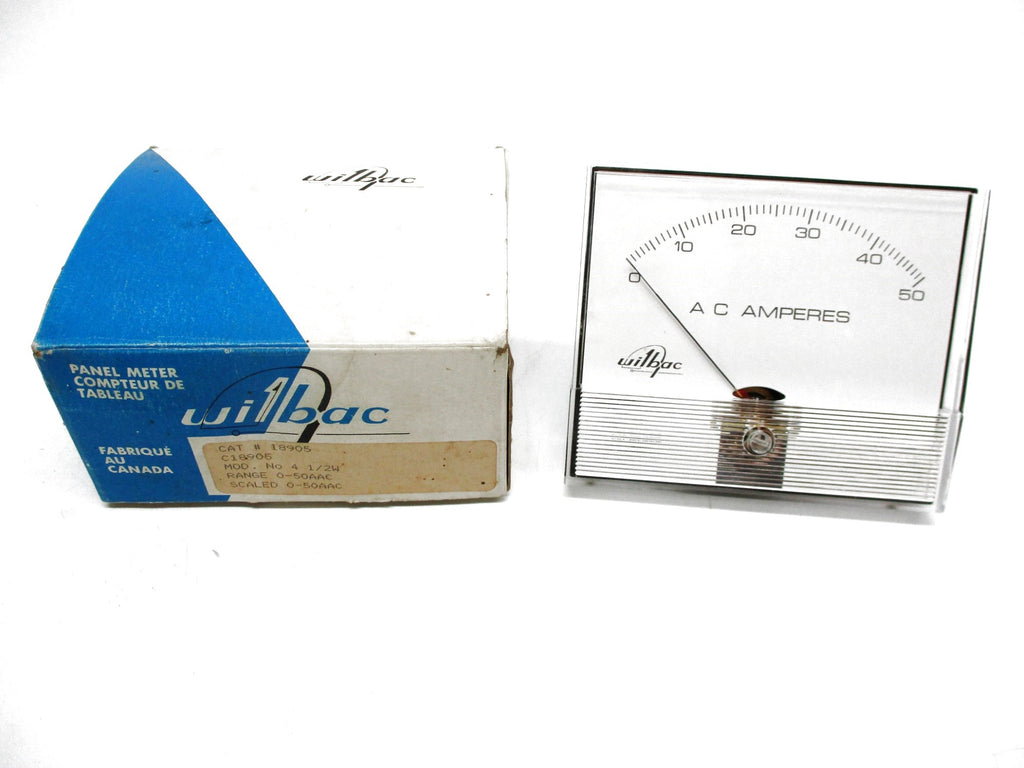 wilbac
PANEL METER
COMPTEUR DE
TABLEAU
wilbac
FABRIQUÉ
AU
CANADA
CAT # 18905
C18905
MOD. No 4 1/2W
RANGE 0-50AAC
SCALED 0-50AAC
0 10 20 30 40 50
AC AMPERES
wilbac